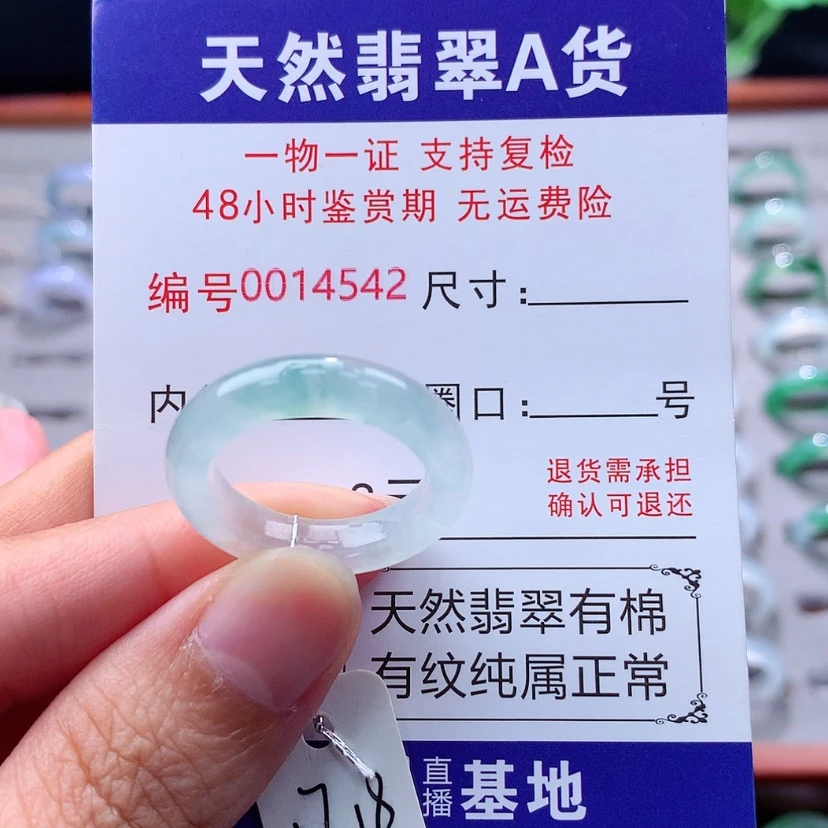 天然翡翠A货
一物一证 支持复检
48小时鉴赏期 无运费险
编号0014542 尺寸:
内 圈口: 号
退货需承担
确认可退还
天然翡翠有棉
有纹纯属正常
直播基地